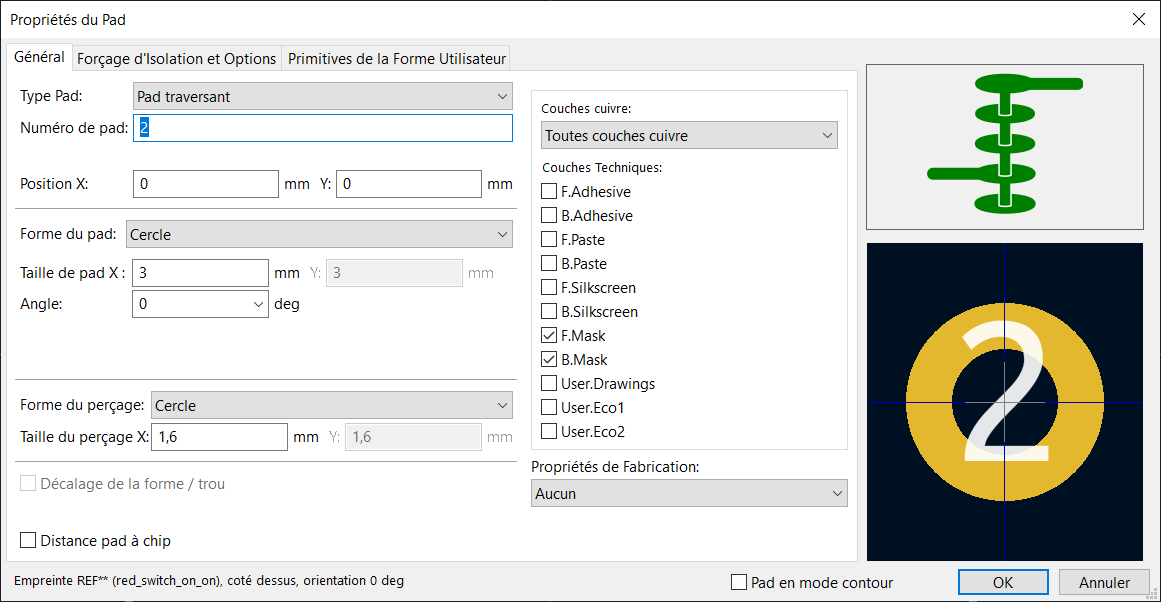 Propriétés du Pad
Général
Forçage d'Isolation et Options
Primitives de la Forme Utilisateur
Type Pad:
Pad traversant
Numéro de pad:
2
Position X:
0
mm
Y:
0
mm
Forme du pad:
Cercle
Taille de pad X :
3
mm
Y:
3
mm
Angle:
0
deg
Forme du perçage:
Cercle
Taille du perçage X:
1,6
mm
Y:
1,6
mm
Décalage de la forme / trou
Distance pad à chip
Couches cuivre:
Toutes couches cuivre
Couches Techniques:
F.Adhesive
B.Adhesive
F.Paste
B.Paste
F.Silkscreen
B.Silkscreen
F.Mask
B.Mask
User.Drawings
User.Eco1
User.Eco2
Propriétés de Fabrication:
Aucun
2
Empreinte REF** (red_switch_on_on), coté dessus, orientation 0 deg
Pad en mode contour
OK
Annuler